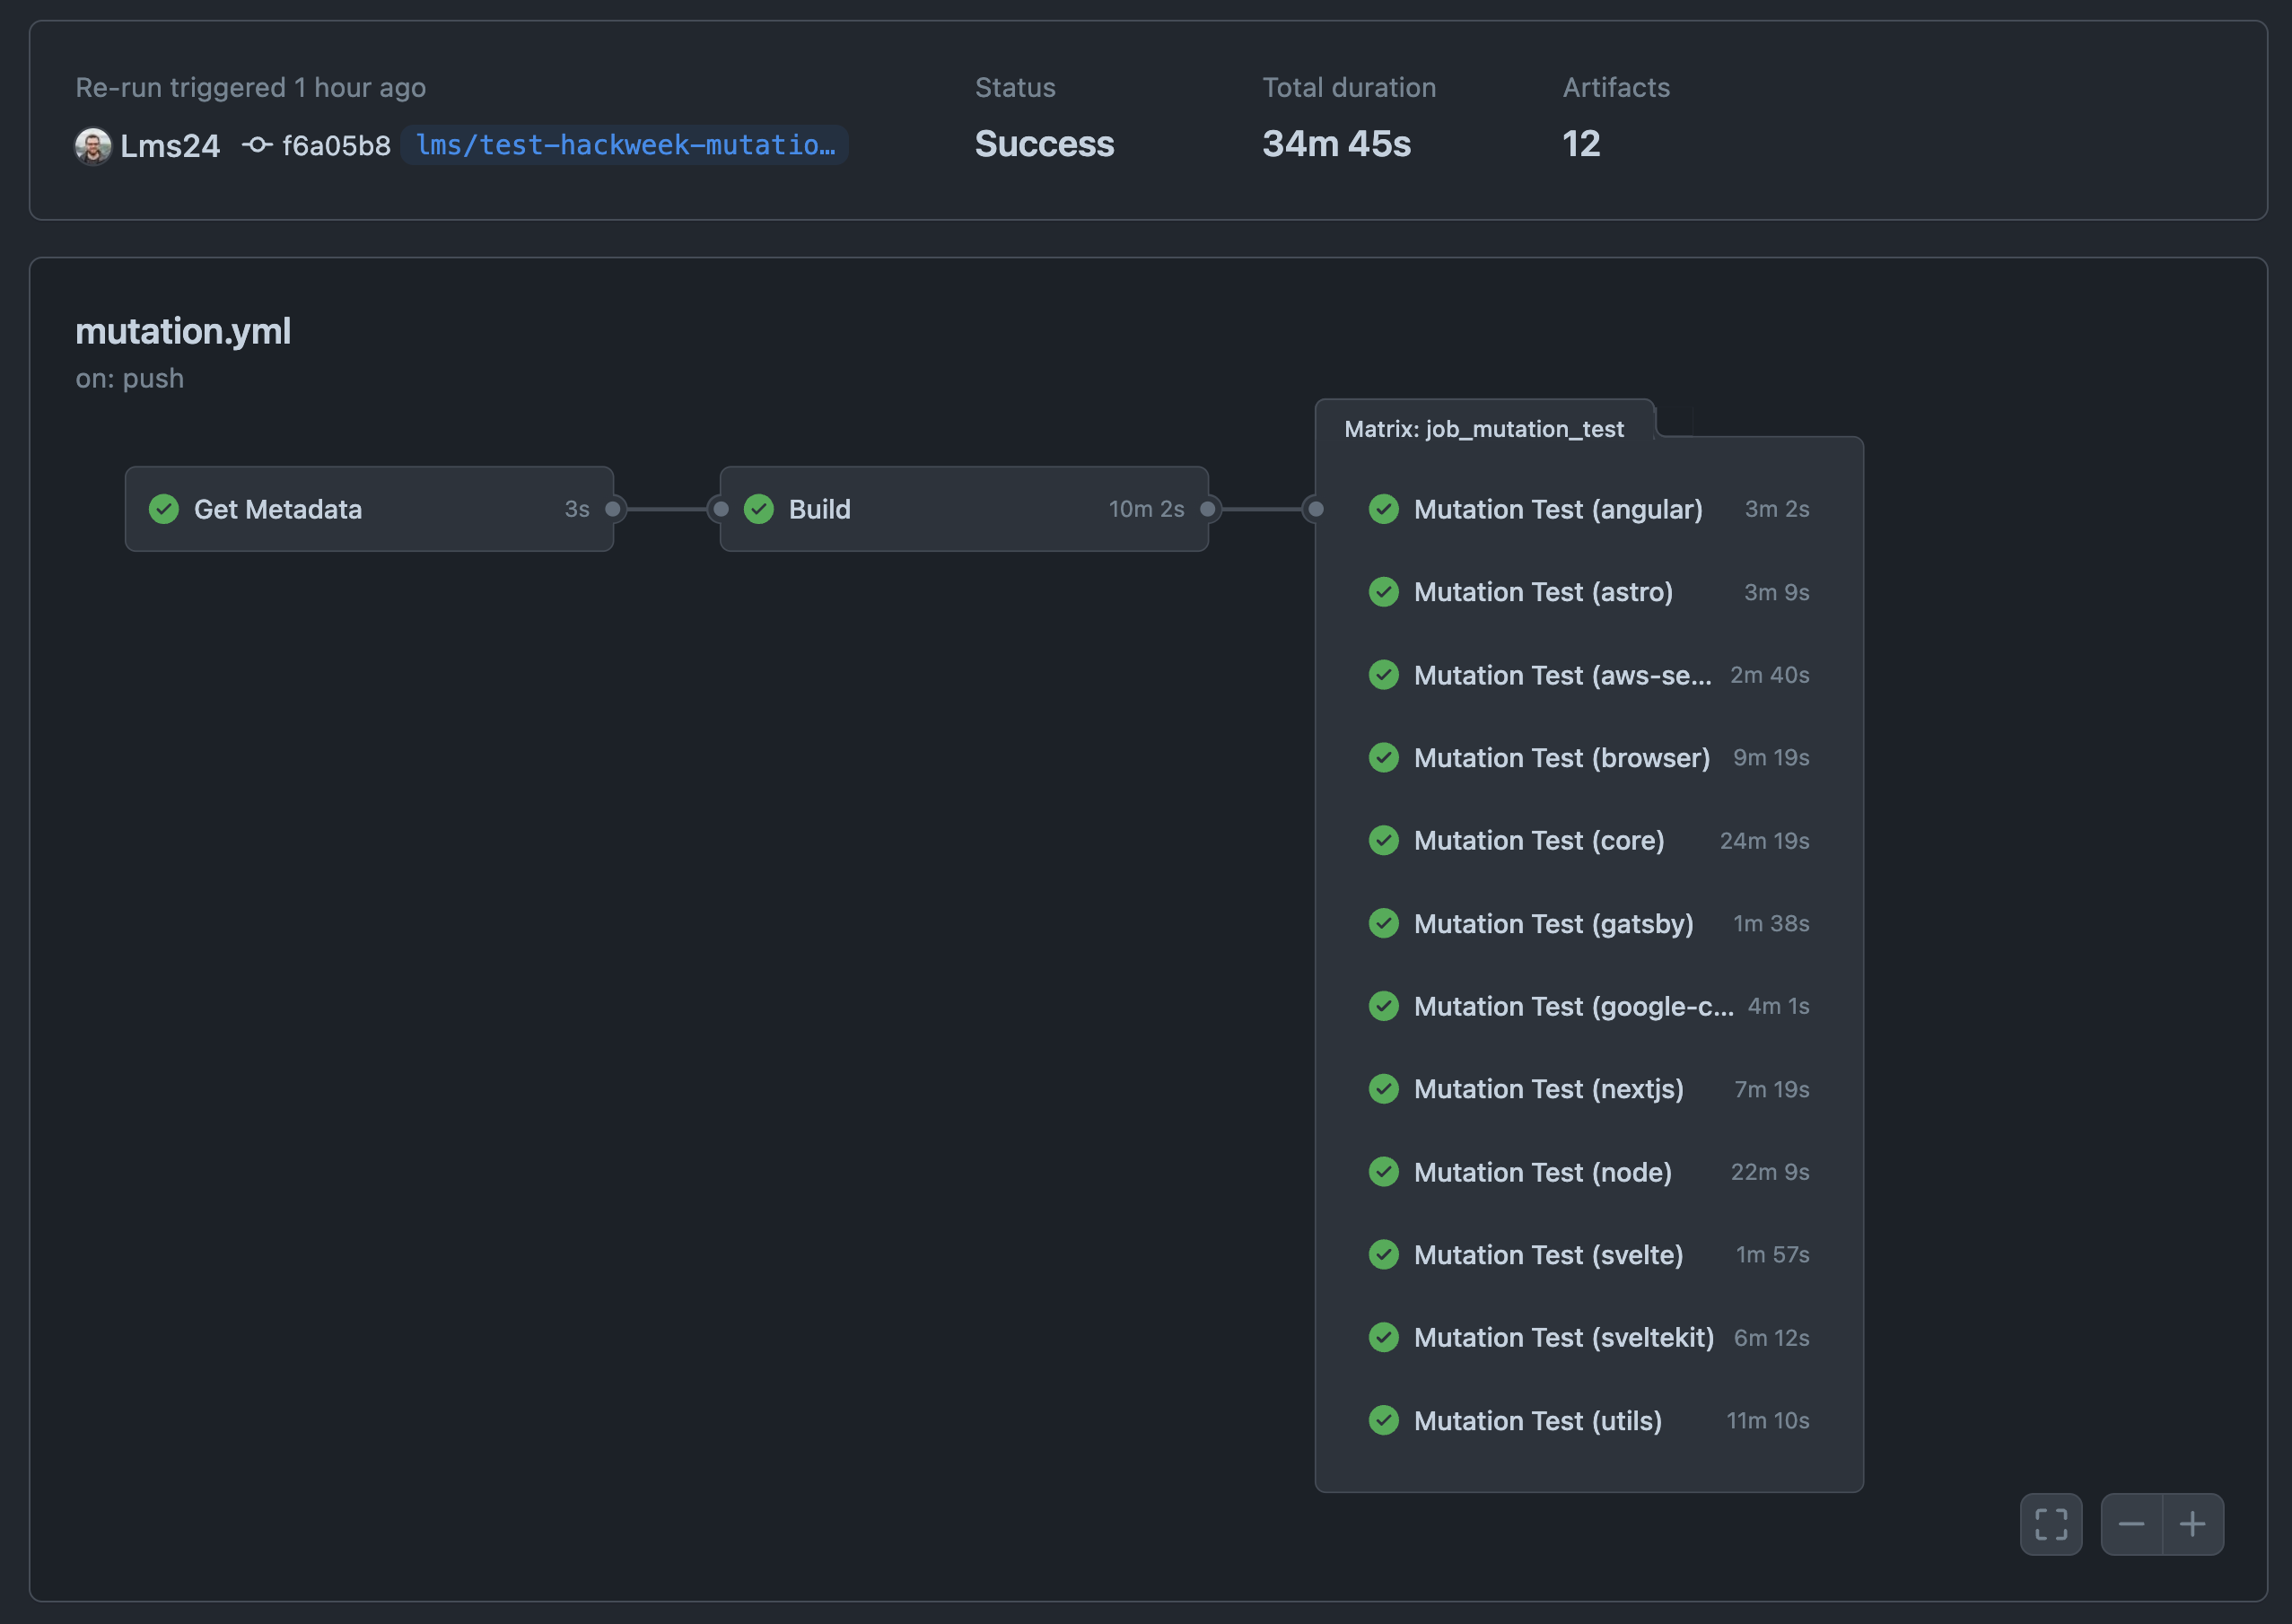 Re-run triggered 1 hour ago
Lms24 f6a05b8 lms/test-hackweek-mutatio…
Status
Success
Total duration
34m 45s
Artifacts
12
mutation.yml
on: push
Get Metadata 3s
Build 10m 2s
Matrix: job_mutation_test
Mutation Test (angular) 3m 2s
Mutation Test (astro) 3m 9s
Mutation Test (aws-se... 2m 40s
Mutation Test (browser) 9m 19s
Mutation Test (core) 24m 19s
Mutation Test (gatsby) 1m 38s
Mutation Test (google-c... 4m 1s
Mutation Test (nextjs) 7m 19s
Mutation Test (node) 22m 9s
Mutation Test (svelte) 1m 57s
Mutation Test (sveltekit) 6m 12s
Mutation Test (utils) 11m 10s